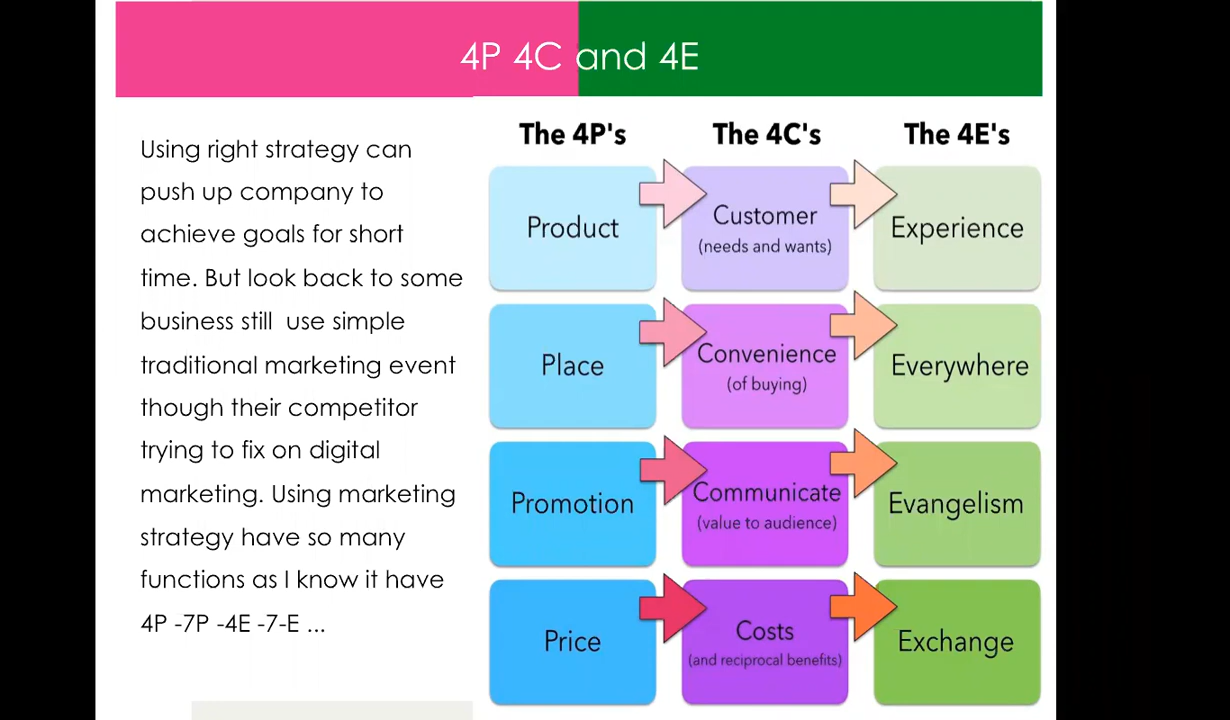 4P 4C and 4E
Using right strategy can
push up company to
achieve goals for short
time. But look back to some
business still  use simple
traditional marketing event
though their competitor
trying to fix on digital
marketing. Using marketing
strategy have so many
functions as I know it have
4P -7P -4E -7-E ...
The 4P's
The 4C's
The 4E's
Product
Customer
(needs and wants)
Experience
Place
Convenience
(of buying)
Everywhere
Promotion
Communicate
(value to audience)
Evangelism
Price
Costs
(and reciprocal benefits)
Exchange